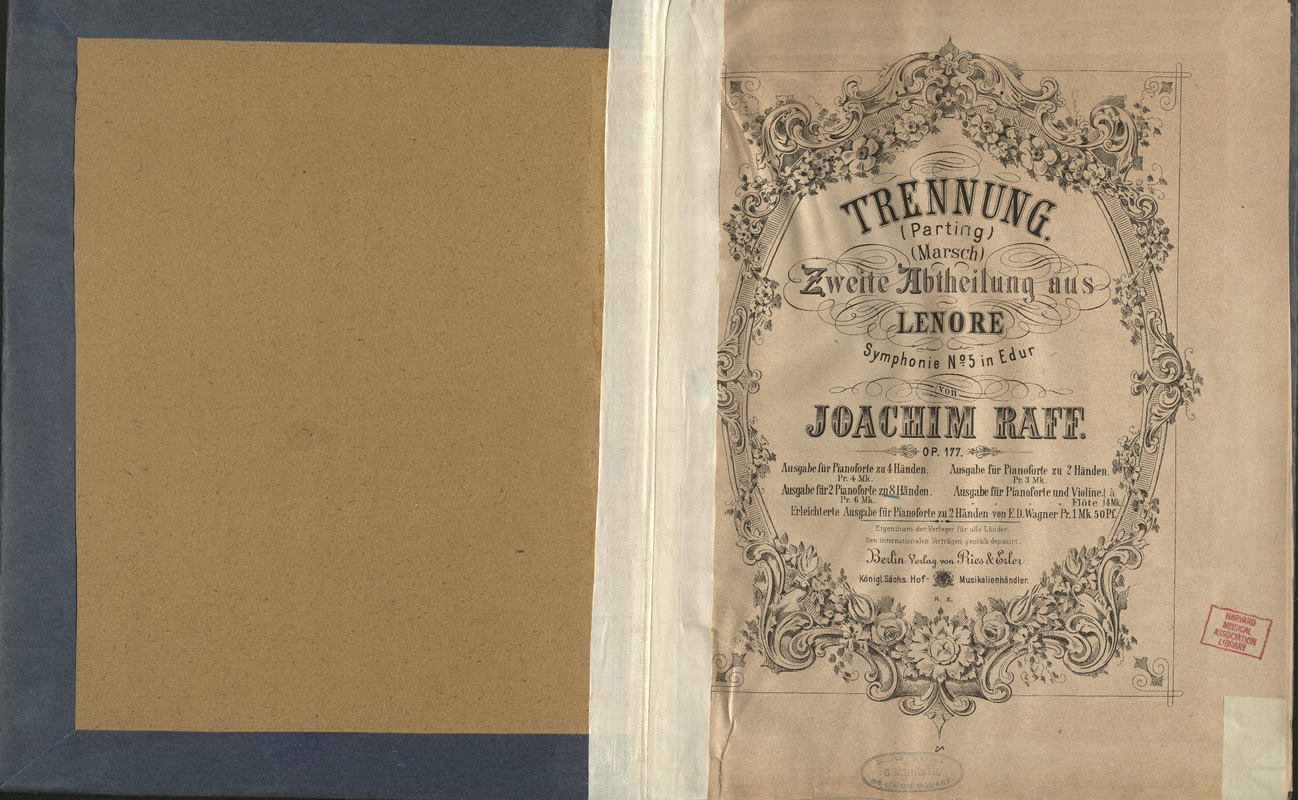 TRENNUNG.
(Parting)
(Marsch)
Zweite Abtheilung aus
LENORE
Symphonie No 5 in Edur
von
JOACHIM RAFF.
OP. 177.
Ausgabe für Pianoforte zu 4 Händen. Ausgabe für Pianoforte zu 2 Händen.
Pr. 4 Mk. Pr. 3 Mk.
Ausgabe für 2 Pianoforte zu 8 Händen. Ausgabe für Pianoforte und Violine. à
Pr. 6 Mk. " " " Flöte 4 Mk.
Erleichterte Ausgabe für Pianoforte zu 2 Händen von E.D. Wagner Pr. 1 Mk. 50 Pf.
Eigenthum der Verleger für alle Länder.
Den internationalen Verträgen gemäß deponirt.
Berlin Verlag von Ries & Erler
Königl. Sächs. Hof- Musikalienhändler.
R. E.
HARVARD
MUSICAL
ASSOCIATION
LIBRARY
G. SCHIRMER,
35 UNION SQUARE.